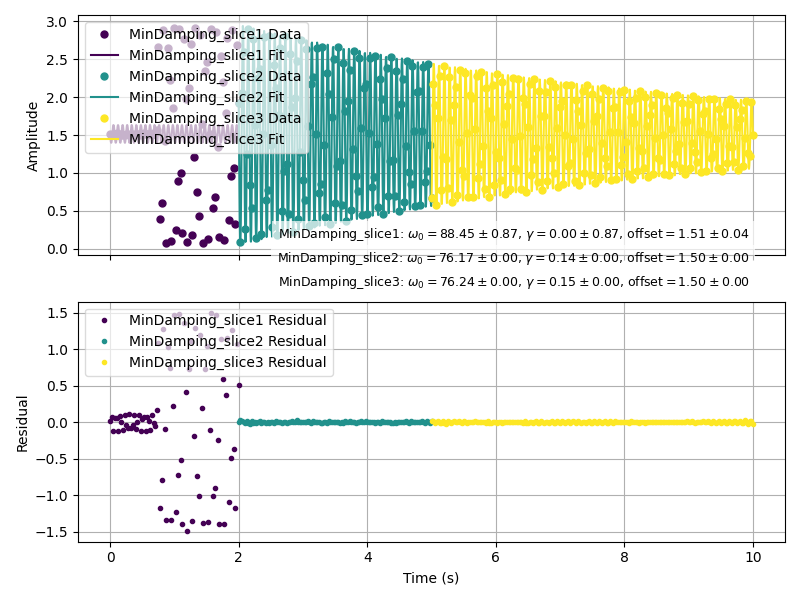 3.0
2.5
2.0
1.5
1.0
0.5
0.0
Amplitude
MinDamping_slice1 Data
MinDamping_slice1 Fit
MinDamping_slice2 Data
MinDamping_slice2 Fit
MinDamping_slice3 Data
MinDamping_slice3 Fit
MinDamping_slice1: ω₀ = 88.45 ± 0.87, γ = 0.00 ± 0.87, offset = 1.51 ± 0.04
MinDamping_slice2: ω₀ = 76.17 ± 0.00, γ = 0.14 ± 0.00, offset = 1.50 ± 0.00
MinDamping_slice3: ω₀ = 76.24 ± 0.00, γ = 0.15 ± 0.00, offset = 1.50 ± 0.00
1.5
1.0
0.5
0.0
−0.5
−1.0
−1.5
Residual
MinDamping_slice1 Residual
MinDamping_slice2 Residual
MinDamping_slice3 Residual
0 2 4 6 8 10
Time (s)